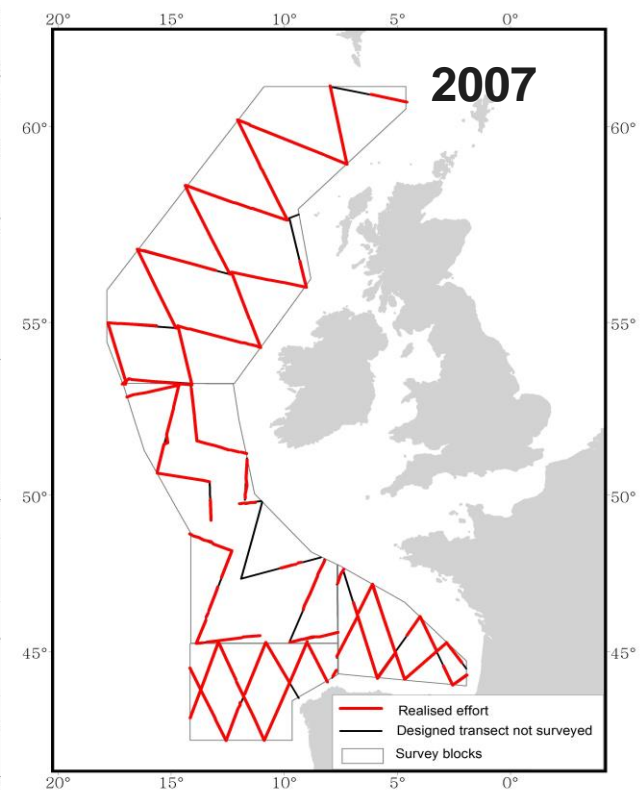 20° 15° 10° 5° 0°
2007
60° 60°
55° 55°
50° 50°
45° 45°
Realised effort
Designed transect not surveyed
Survey blocks
20° 15° 10° 5° 0°